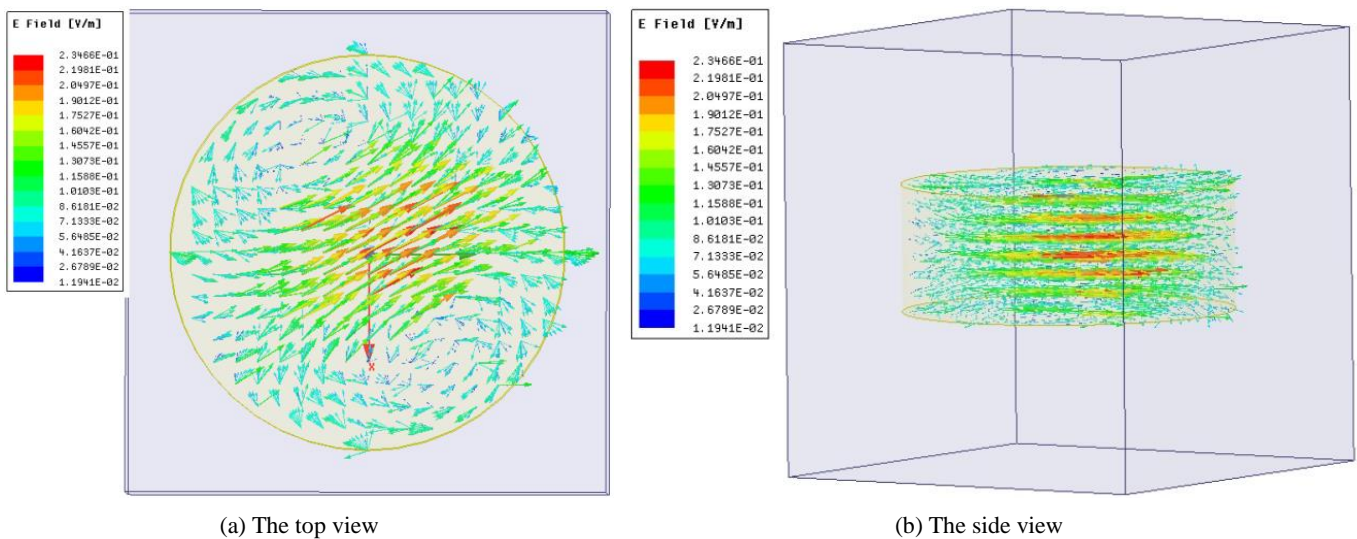 E Field [V/m]
2.3466E-01
2.1981E-01
2.0497E-01
1.9012E-01
1.7527E-01
1.6042E-01
1.4557E-01
1.3073E-01
1.1588E-01
1.0103E-01
8.6181E-02
7.1333E-02
5.6485E-02
4.1637E-02
2.6789E-02
1.1941E-02
X
(a) The top view
E Field [V/m]
2.3466E-01
2.1981E-01
2.0497E-01
1.9012E-01
1.7527E-01
1.6042E-01
1.4557E-01
1.3073E-01
1.1588E-01
1.0103E-01
8.6181E-02
7.1333E-02
5.6485E-02
4.1637E-02
2.6789E-02
1.1941E-02
(b) The side view